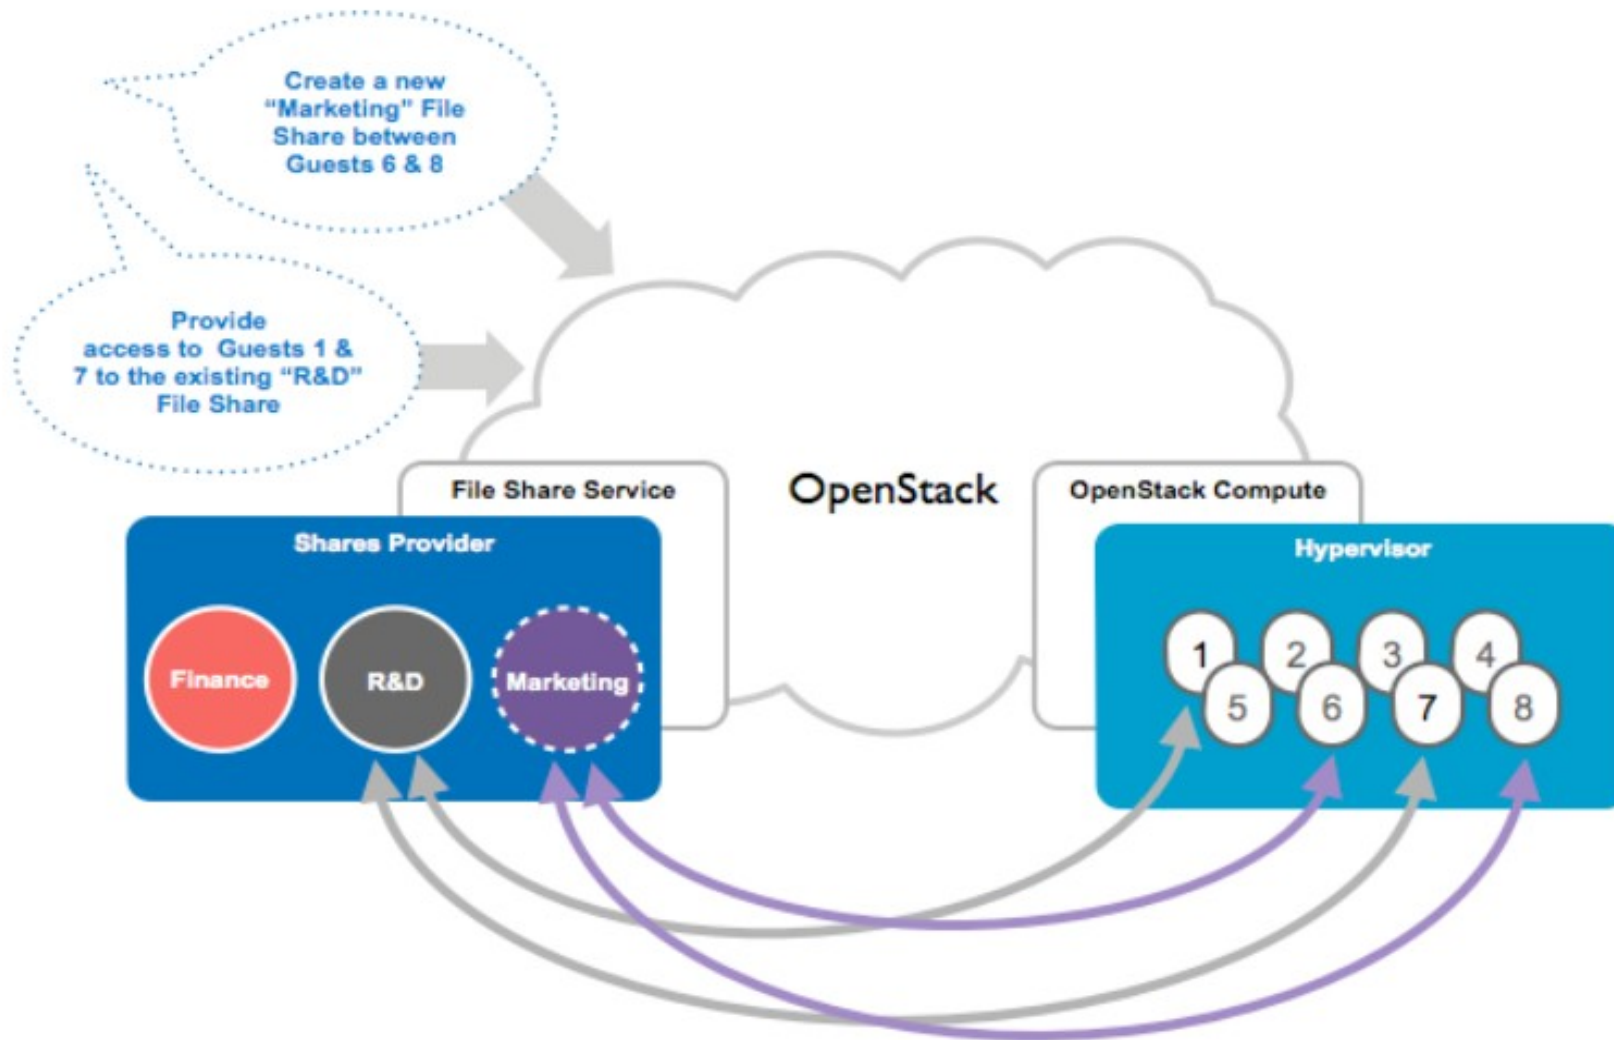 Create a new
“Marketing” File
Share between
Guests 6 & 8
Provide
access to Guests 1 &
7 to the existing “R&D”
File Share
File Share Service
OpenStack
OpenStack Compute
Shares Provider
Hypervisor
Finance
R&D
Marketing
1 2 3 4
5 6 7 8